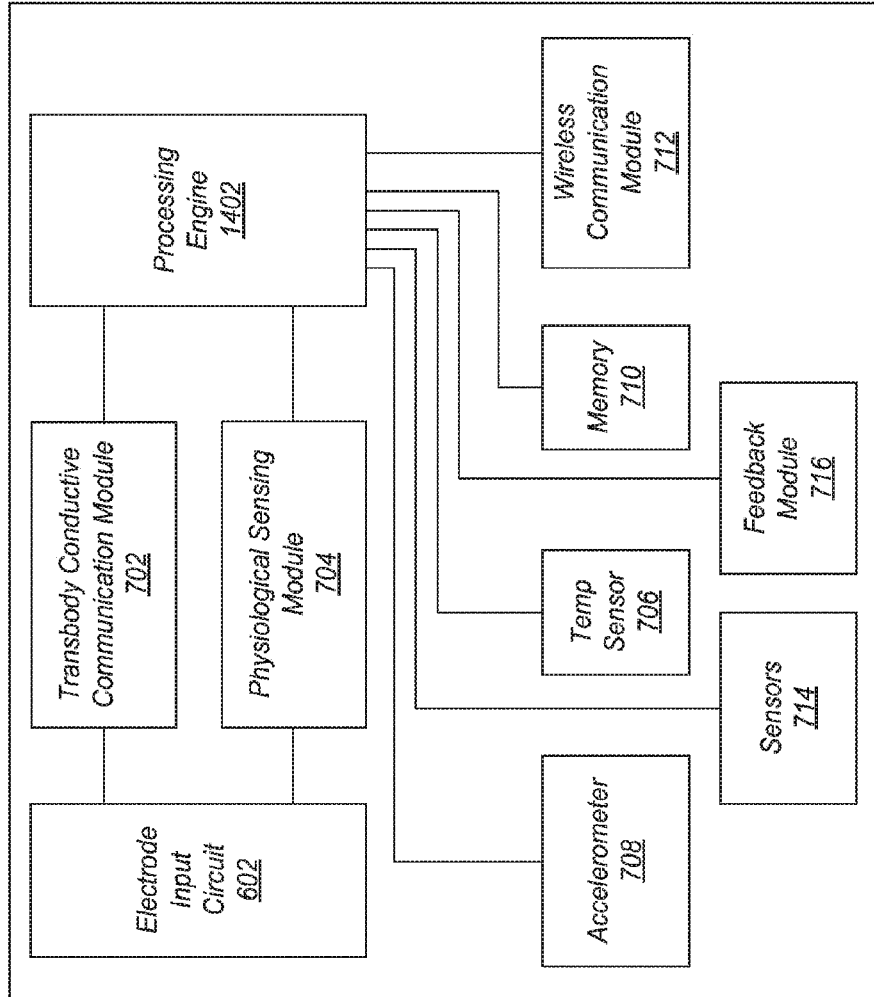 Electrode
Input
Circuit
602
Transbody Conductive
Communication Module
702
Physiological Sensing
Module
704
Processing
Engine
1402
Accelerometer
708
Sensors
714
Temp
Sensor
706
Feedback
Module
716
Memory
710
Wireless
Communication
Module
712